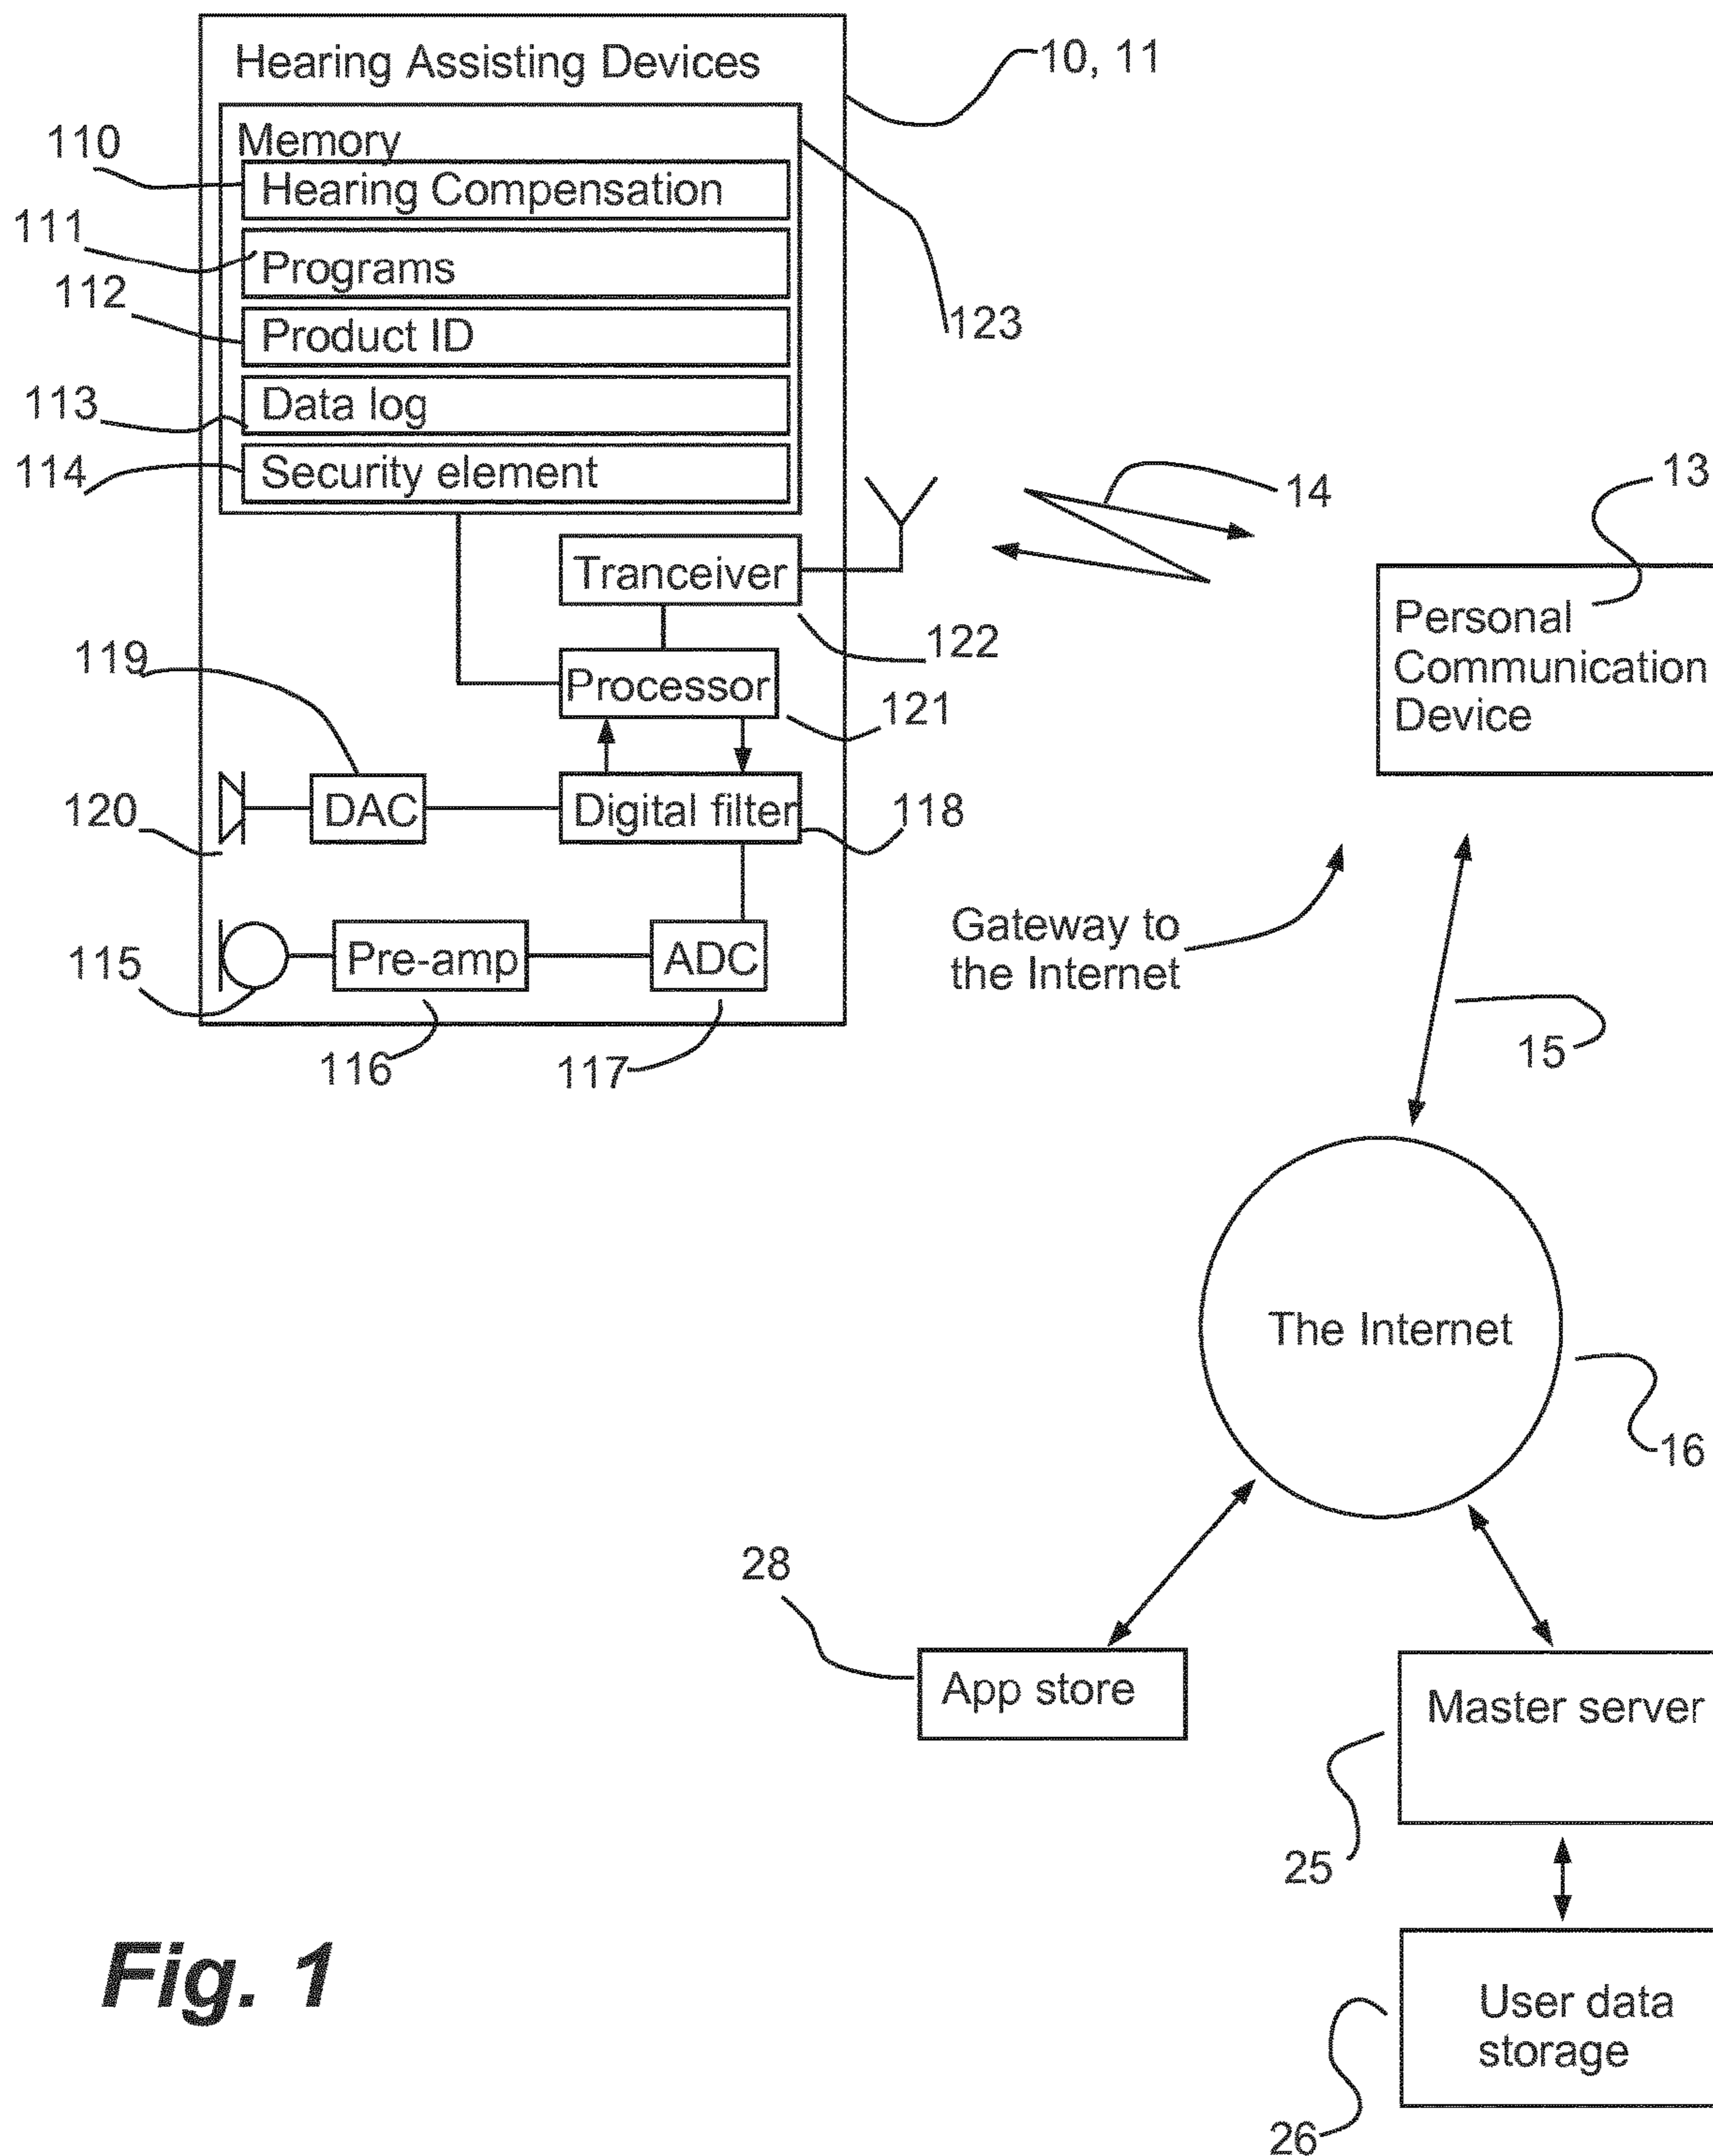 Hearing Assisting Devices
10, 11
Memory
110
Hearing Compensation
111
Programs
112
Product ID
123
113
Data log
114
Security element
14
13
Tranceiver
122
Personal
Communication
Device
119
Processor
121
120
DAC
Digital filter
118
Gateway to
the Internet
115
Pre-amp
ADC
116
117
15
The Internet
16
28
App store
Master server
25
User data
storage
26
Fig. 1